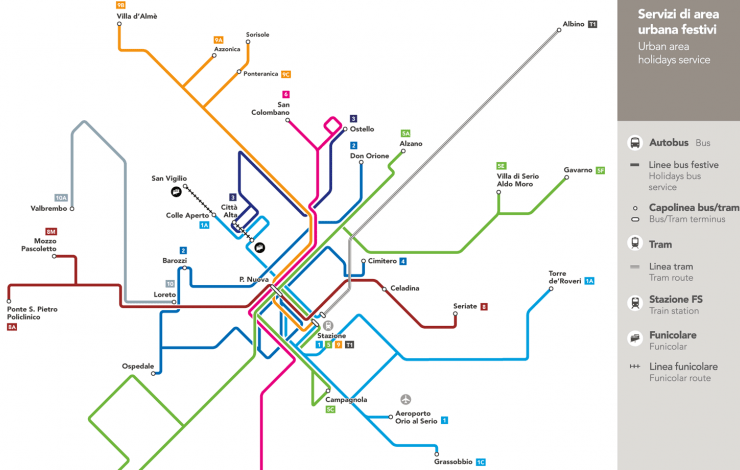 9B
Villa d'Almè
9A
Azzonica
Sorisole
Ponteranica 9C
Albino T1
6
San
Colombano
3
Ostello
2
Don Orione
5A
Alzano
5E
Villa di Serio
Aldo Moro
Gavarno 5F
San Vigilio
10A
Valbrembo
3
Città
Alta
Colle Aperto
1A
8M
Mozzo
Pascoletto
2
Barozzi
10
Loreto
P. Nuova
Cimitero 4
Celadina
Seriate 8
Torre
de'Roveri 1A
Ponte S. Pietro
Policlinico
8A
Stazione
1 5 9 T1
Ospedale
Campagnola
5C
Aeroporto
Orio al Serio 1
Grassobbio 1C
Servizi di area
urbana festivi
Urban area
holidays service
Autobus Bus
Linee bus festive
Holidays bus
service
Capolinea bus/tram
Bus/Tram terminus
Tram
Linea tram
Tram route
Stazione FS
Train station
Funicolare
Funicolar
Linea funicolare
Funicolar route